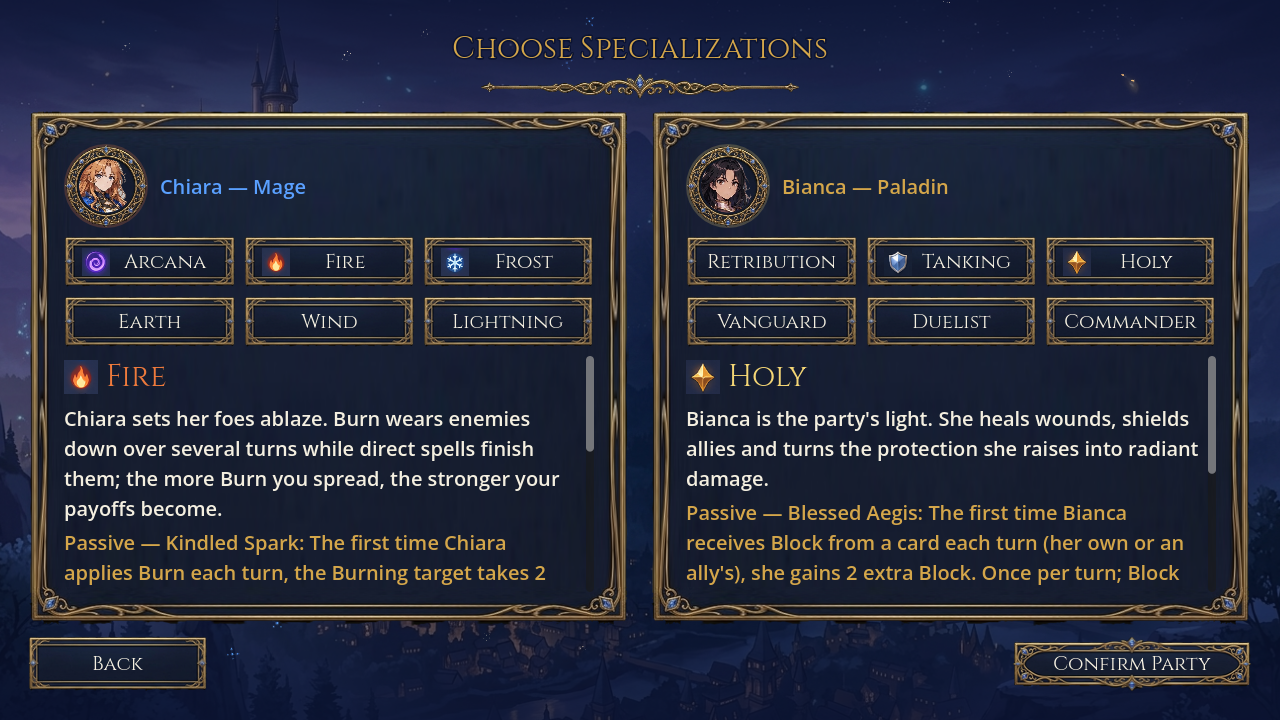 Choose Specializations
Chiara — Mage
Arcana
Fire
Frost
Earth
Wind
Lightning
Fire
Chiara sets her foes ablaze. Burn wears enemies
down over several turns while direct spells finish
them; the more Burn you spread, the stronger your
payoffs become.
Passive — Kindled Spark: The first time Chiara
applies Burn each turn, the Burning target takes 2
Bianca — Paladin
Retribution
Tanking
Holy
Vanguard
Duelist
Commander
Holy
Bianca is the party's light. She heals wounds, shields
allies and turns the protection she raises into radiant
damage.
Passive — Blessed Aegis: The first time Bianca
receives Block from a card each turn (her own or an
ally's), she gains 2 extra Block. Once per turn; Block
Back
Confirm Party